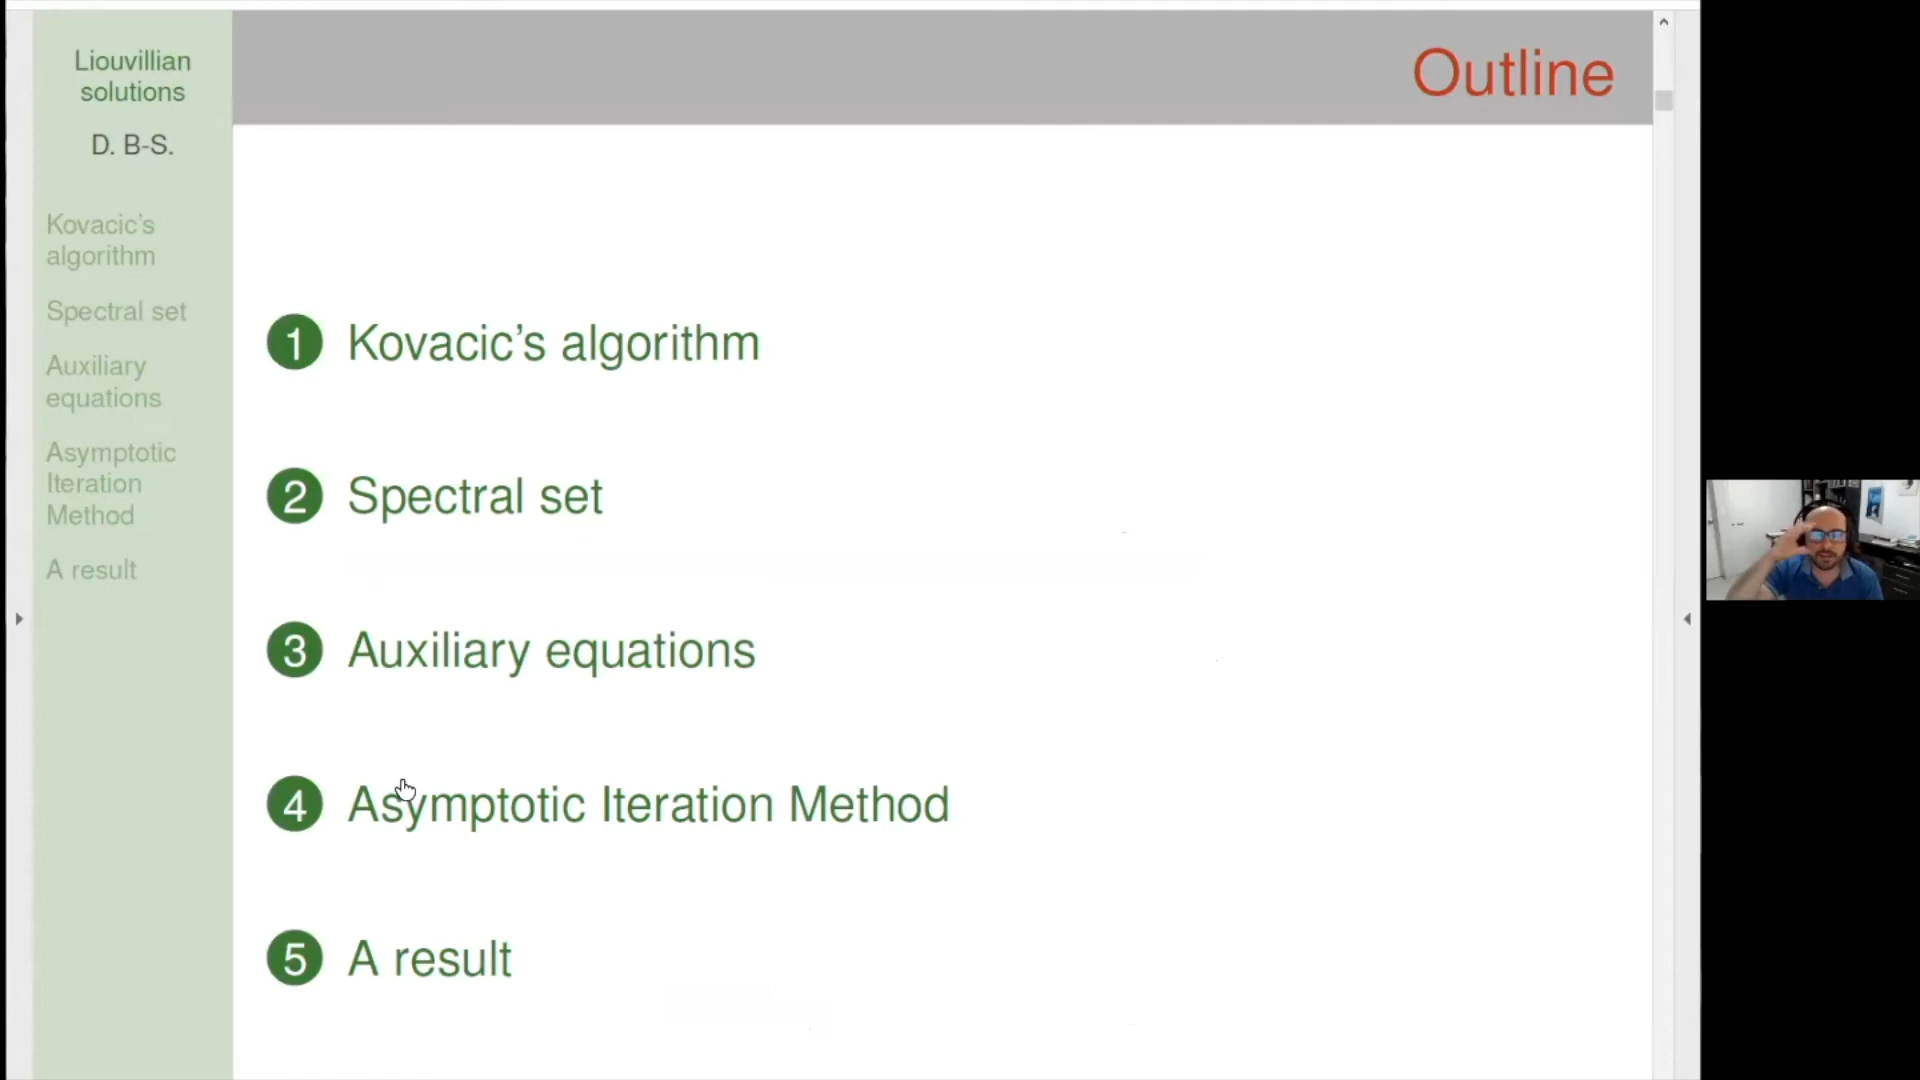 Liouvillian
solutions
D. B-S.
Kovacic’s
algorithm
Spectral set
Auxiliary
equations
Asymptotic
Iteration
Method
A result
Outline
1 Kovacic’s algorithm
2 Spectral set
3 Auxiliary equations
4 Asymptotic Iteration Method
5 A result